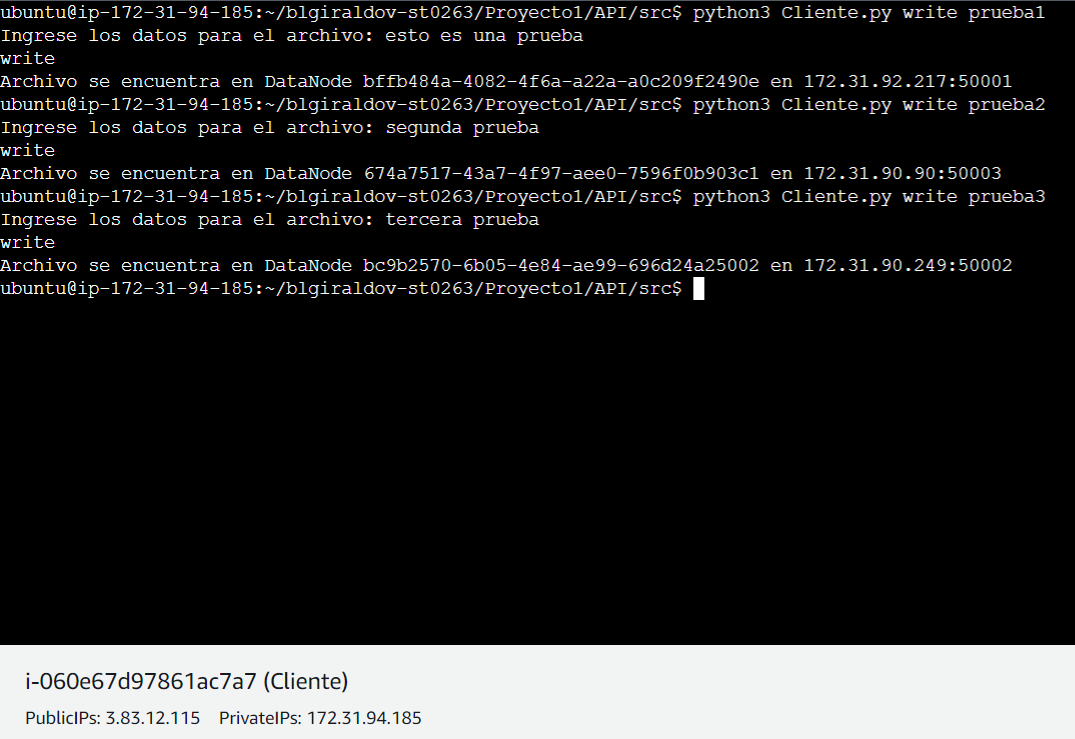 ubuntu@ip-172-31-94-185:~/blgiraldov-st0263/Proyecto1/API/src$ python3 Cliente.py write prueba1
Ingrese los datos para el archivo: esto es una prueba
write
Archivo se encuentra en DataNode bffb484a-4082-4f6a-a22a-a0c209f2490e en 172.31.92.217:50001
ubuntu@ip-172-31-94-185:~/blgiraldov-st0263/Proyecto1/API/src$ python3 Cliente.py write prueba2
Ingrese los datos para el archivo: segunda prueba
write
Archivo se encuentra en DataNode 674a7517-43a7-4f97-aee0-7596f0b903c1 en 172.31.90.90:50003
ubuntu@ip-172-31-94-185:~/blgiraldov-st0263/Proyecto1/API/src$ python3 Cliente.py write prueba3
Ingrese los datos para el archivo: tercera prueba
write
Archivo se encuentra en DataNode bc9b2570-6b05-4e84-ae99-696d24a25002 en 172.31.90.249:50002
ubuntu@ip-172-31-94-185:~/blgiraldov-st0263/Proyecto1/API/src$
i-060e67d97861ac7a7 (Cliente)
PublicIPs: 3.83.12.115 PrivateIPs: 172.31.94.185